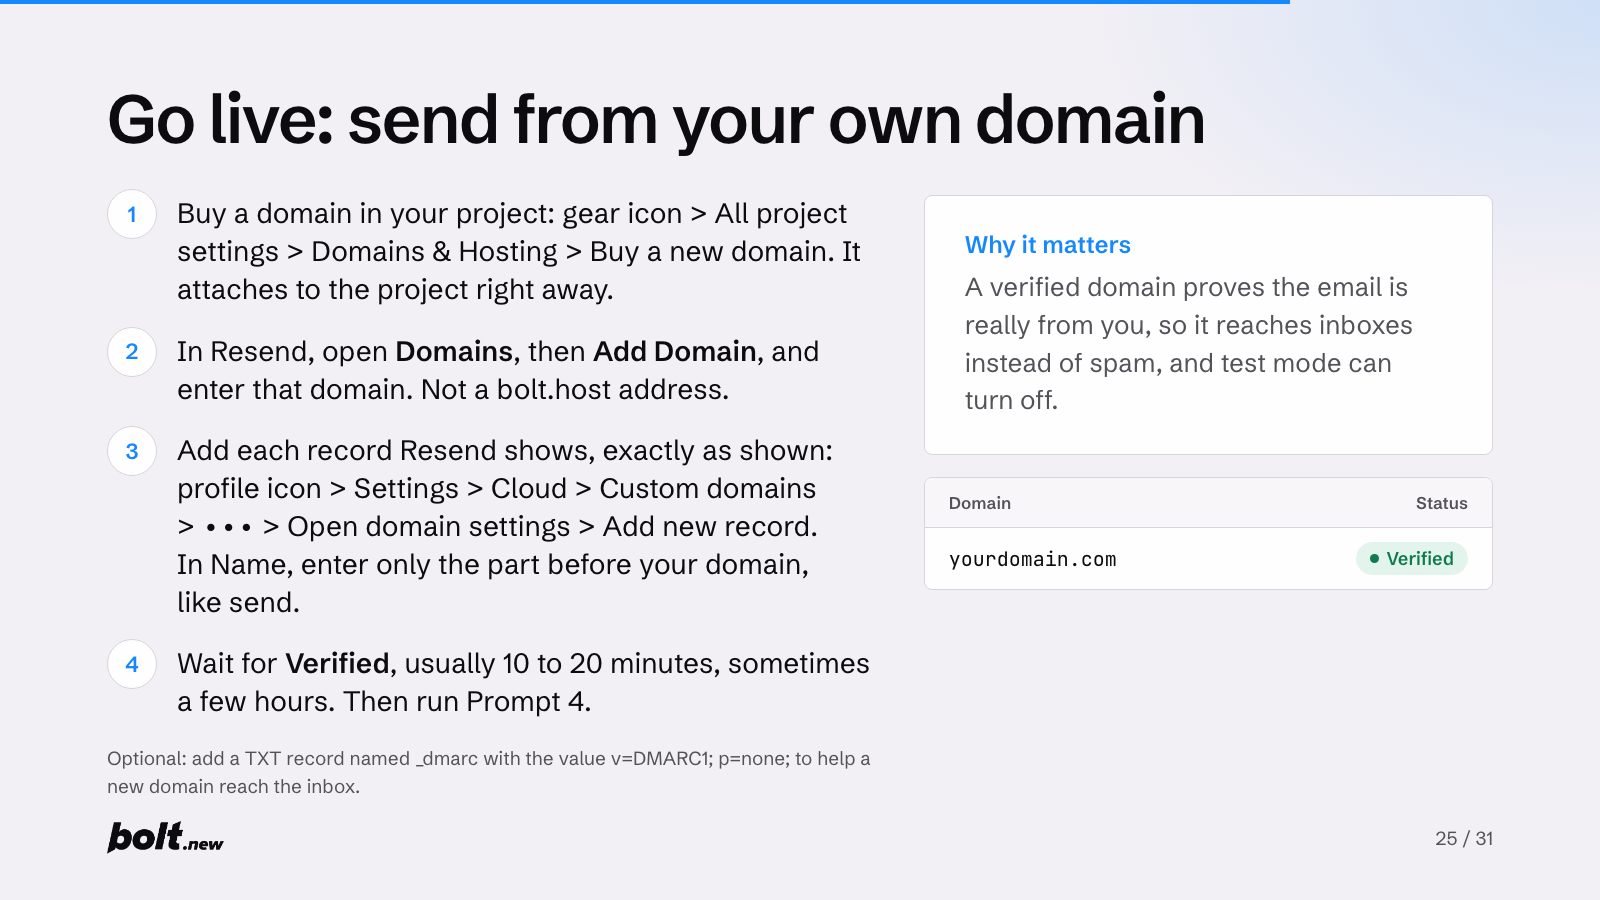 Go live: send from your own domain
1
Buy a domain in your project: gear icon > All project
settings > Domains & Hosting > Buy a new domain. It
attaches to the project right away.
2
In Resend, open Domains, then Add Domain, and
enter that domain. Not a bolt.host address.
3
Add each record Resend shows, exactly as shown:
profile icon > Settings > Cloud > Custom domains
> ••• > Open domain settings > Add new record.
In Name, enter only the part before your domain,
like send.
4
Wait for Verified, usually 10 to 20 minutes, sometimes
a few hours. Then run Prompt 4.
Optional: add a TXT record named _dmarc with the value v=DMARC1; p=none; to help a
new domain reach the inbox.
Why it matters
A verified domain proves the email is
really from you, so it reaches inboxes
instead of spam, and test mode can
turn off.
Domain Status
yourdomain.com Verified
bolt.new
25 / 31